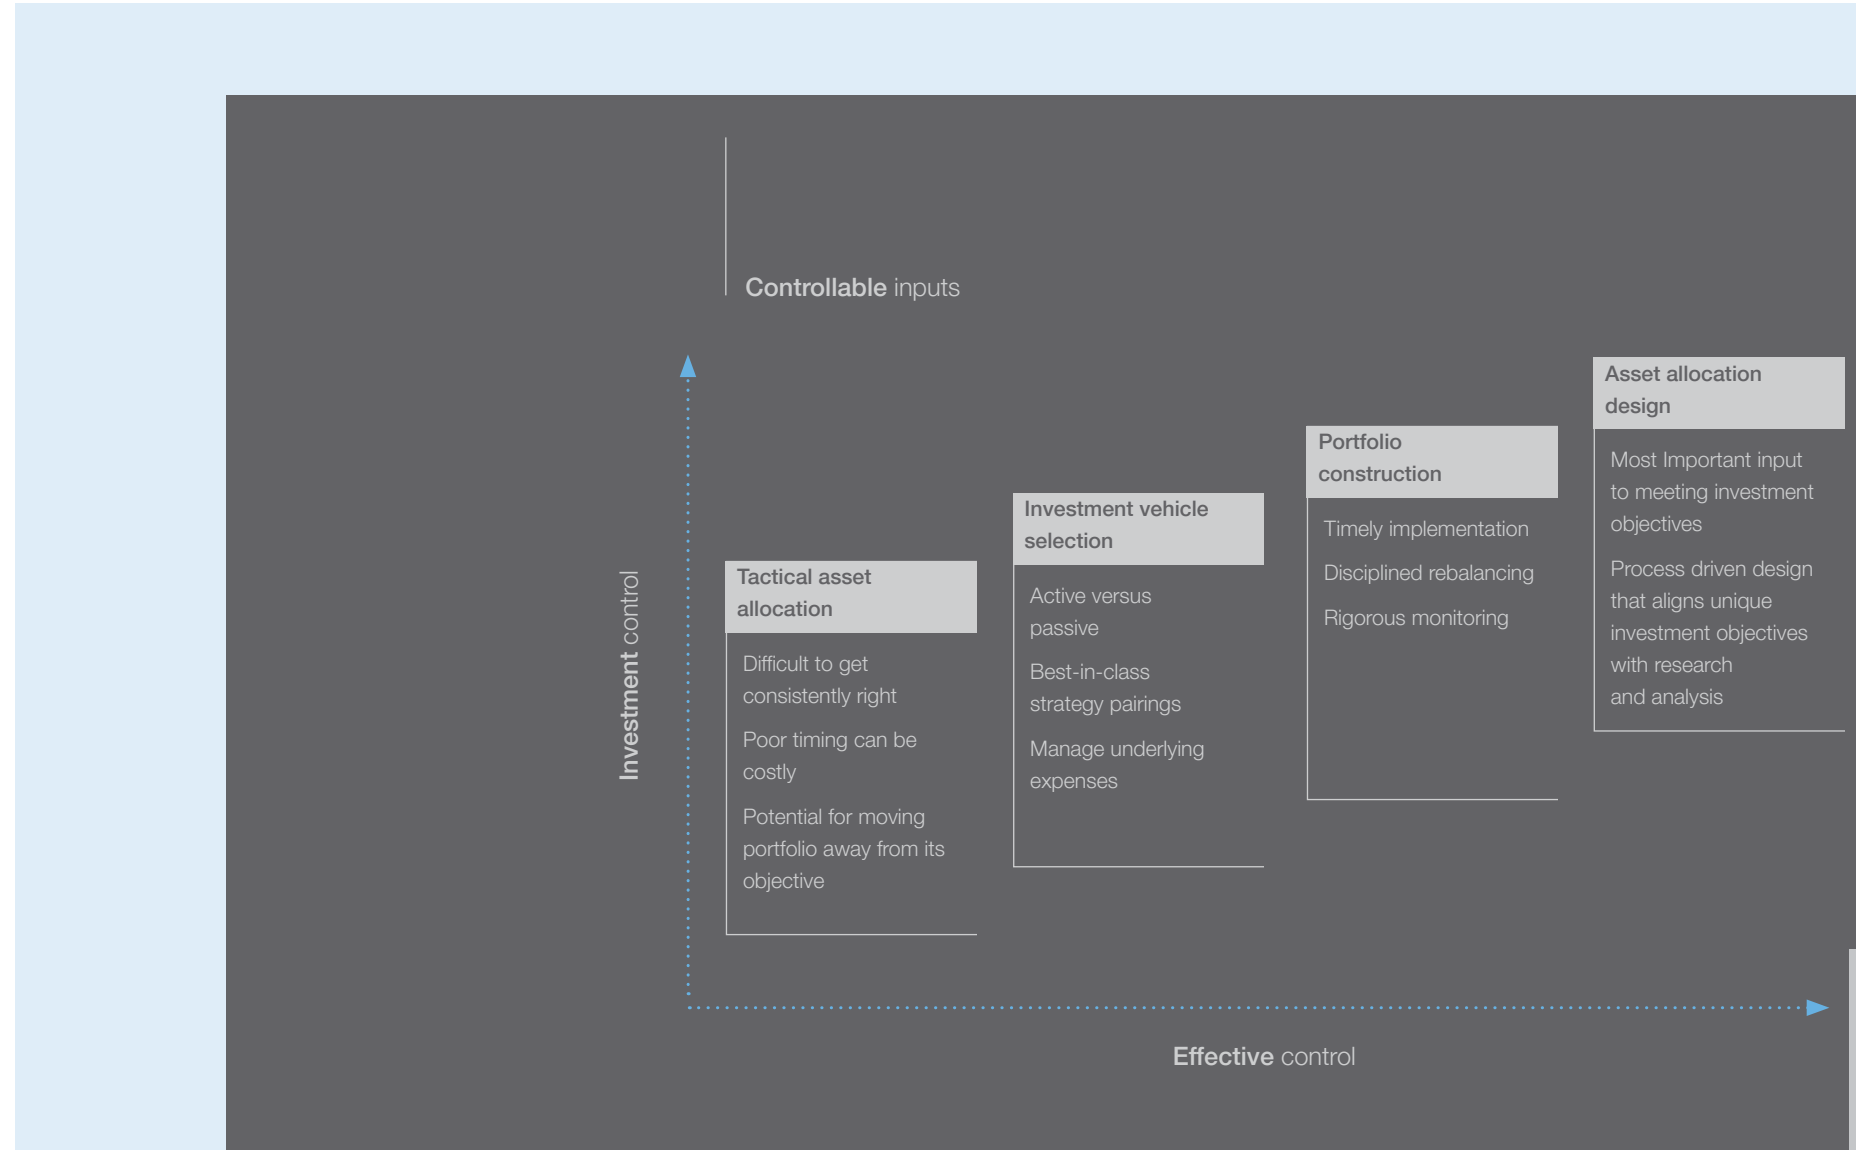 Controllable inputs
Investment control
Tactical asset
allocation
Difficult to get
consistently right
Poor timing can be
costly
Potential for moving
portfolio away from its
objective
Investment vehicle
selection
Active versus
passive
Best-in-class
strategy pairings
Manage underlying
expenses
Portfolio
construction
Timely implementation
Disciplined rebalancing
Rigorous monitoring
Asset allocation
design
Most Important input
to meeting investment
objectives
Process driven design
that aligns unique
investment objectives
with research
and analysis
Effective control